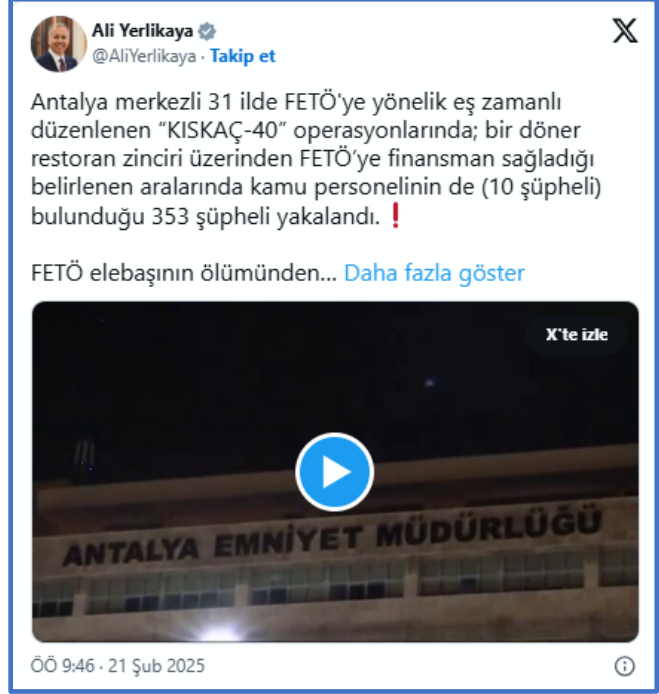 Ali Yerlikaya
@AliYerlikaya · Takip et
Antalya merkezli 31 ilde FETÖ'ye yönelik eş zamanlı
düzenlenen “KISKAÇ-40” operasyonlarında; bir döner
restoran zinciri üzerinden FETÖ’ye finansman sağladığı
belirlenen aralarında kamu personelinin de (10 şüpheli)
bulunduğu 353 şüpheli yakalandı.❗
FETÖ elebaşının ölümünden... Daha fazla göster
X'te izle
ANTALYA EMNİYET MÜDÜRLÜĞÜ
ÖÖ 9:46 · 21 Şub 2025